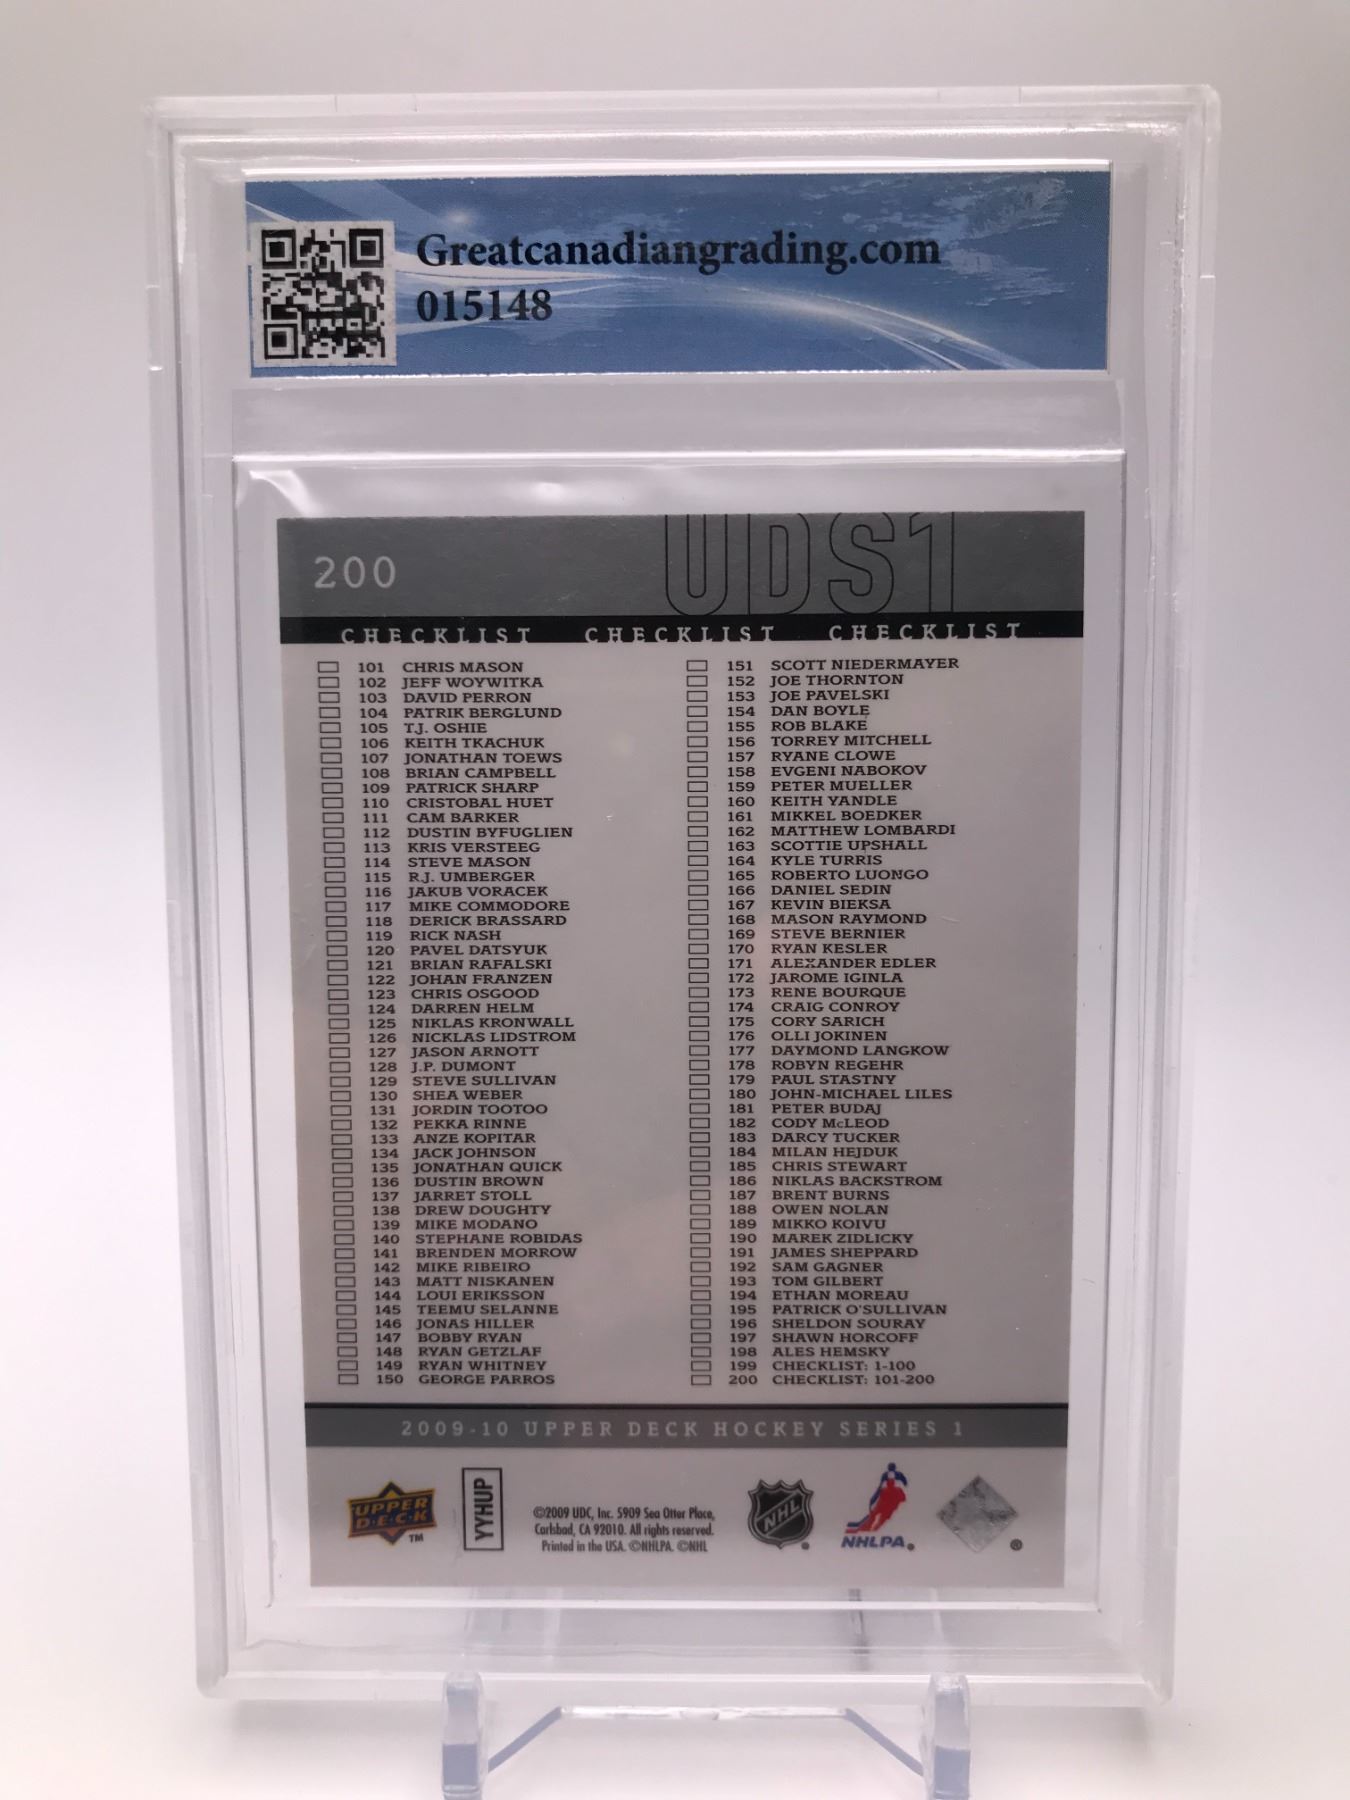 Greatcanadiangrading.com
015148
200
UDS1
CHECKLIST CHECKLIST CHECKLIST
101 CHRIS MASON
102 JEFF WOYWITKA
103 DAVID PERRON
104 PATRIK BERGLUND
105 T.J. OSHIE
106 KEITH TKACHUK
107 JONATHAN TOEWS
108 BRIAN CAMPBELL
109 PATRICK SHARP
110 CRISTOBAL HUET
111 CAM BARKER
112 DUSTIN BYFUGLIEN
113 KRIS VERSTEEG
114 STEVE MASON
115 R.J. UMBERGER
116 JAKUB VORACEK
117 MIKE COMMODORE
118 DERICK BRASSARD
119 RICK NASH
120 PAVEL DATSYUK
121 BRIAN RAFALSKI
122 JOHAN FRANZEN
123 CHRIS OSGOOD
124 DARREN HELM
125 NIKLAS KRONWALL
126 NICKLAS LIDSTROM
127 JASON ARNOTT
128 J.P. DUMONT
129 STEVE SULLIVAN
130 SHEA WEBER
131 JORDIN TOOTOO
132 PEKKA RINNE
133 ANZE KOPITAR
134 JACK JOHNSON
135 JONATHAN QUICK
136 DUSTIN BROWN
137 JARRET STOLL
138 DREW DOUGHTY
139 MIKE MODANO
140 STEPHANE ROBIDAS
141 BRENDEN MORROW
142 MIKE RIBEIRO
143 MATT NISKANEN
144 LOUI ERIKSSON
145 TEEMU SELANNE
146 JONAS HILLER
147 BOBBY RYAN
148 RYAN GETZLAF
149 RYAN WHITNEY
150 GEORGE PARROS
151 SCOTT NIEDERMAYER
152 JOE THORNTON
153 JOE PAVELSKI
154 DAN BOYLE
155 ROB BLAKE
156 TORREY MITCHELL
157 RYANE CLOWE
158 EVGENI NABOKOV
159 PETER MUELLER
160 KEITH YANDLE
161 MIKKEL BOEDKER
162 MATTHEW LOMBARDI
163 SCOTTIE UPSHALL
164 KYLE TURRIS
165 ROBERTO LUONGO
166 DANIEL SEDIN
167 KEVIN BIEKSA
168 MASON RAYMOND
169 STEVE BERNIER
170 RYAN KESLER
171 ALEXANDER EDLER
172 JAROME IGINLA
173 RENE BOURQUE
174 CRAIG CONROY
175 CORY SARICH
176 OLLI JOKINEN
177 DAYMOND LANGKOW
178 ROBYN REGEHR
179 PAUL STASTNY
180 JOHN-MICHAEL LILES
181 PETER BUDAJ
182 CODY McLEOD
183 DARCY TUCKER
184 MILAN HEJDUK
185 CHRIS STEWART
186 NIKLAS BACKSTROM
187 BRENT BURNS
188 OWEN NOLAN
189 MIKKO KOIVU
190 MAREK ZIDLICKY
191 JAMES SHEPPARD
192 SAM GAGNER
193 TOM GILBERT
194 ETHAN MOREAU
195 PATRICK O'SULLIVAN
196 SHELDON SOURAY
197 SHAWN HORCOFF
198 ALES HEMSKY
199 CHECKLIST: 1-100
200 CHECKLIST: 101-200
2009-10 UPPER DECK HOCKEY SERIES 1
UPPER
DECK
TM
YYHUP
©2009 UDC, Inc. 5909 Sea Otter Place,
Carlsbad, CA 92010. All rights reserved.
Printed in the USA. ©NHLPA. ©NHL
NHL
®
NHLPA®
®